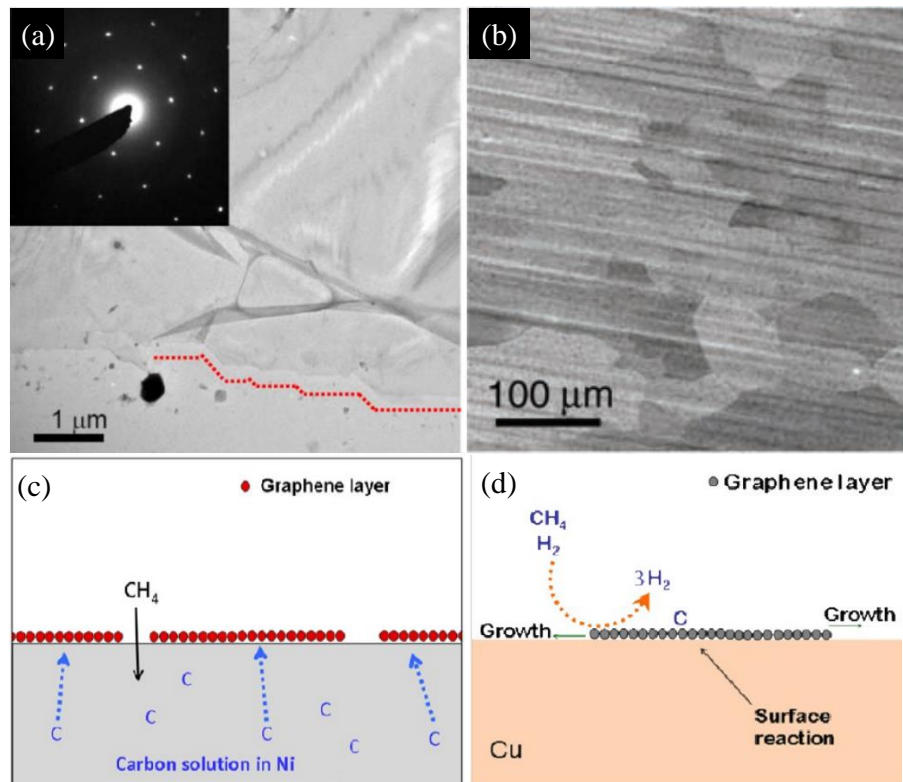 (a)
1 μm
(b)
100 μm
(c)
Graphene layer
CH₄
C
C
C
C
C
C
C
Carbon solution in Ni
(d)
Graphene layer
CH₄
H₂
3H₂
C
Growth
Growth
Surface
reaction
Cu